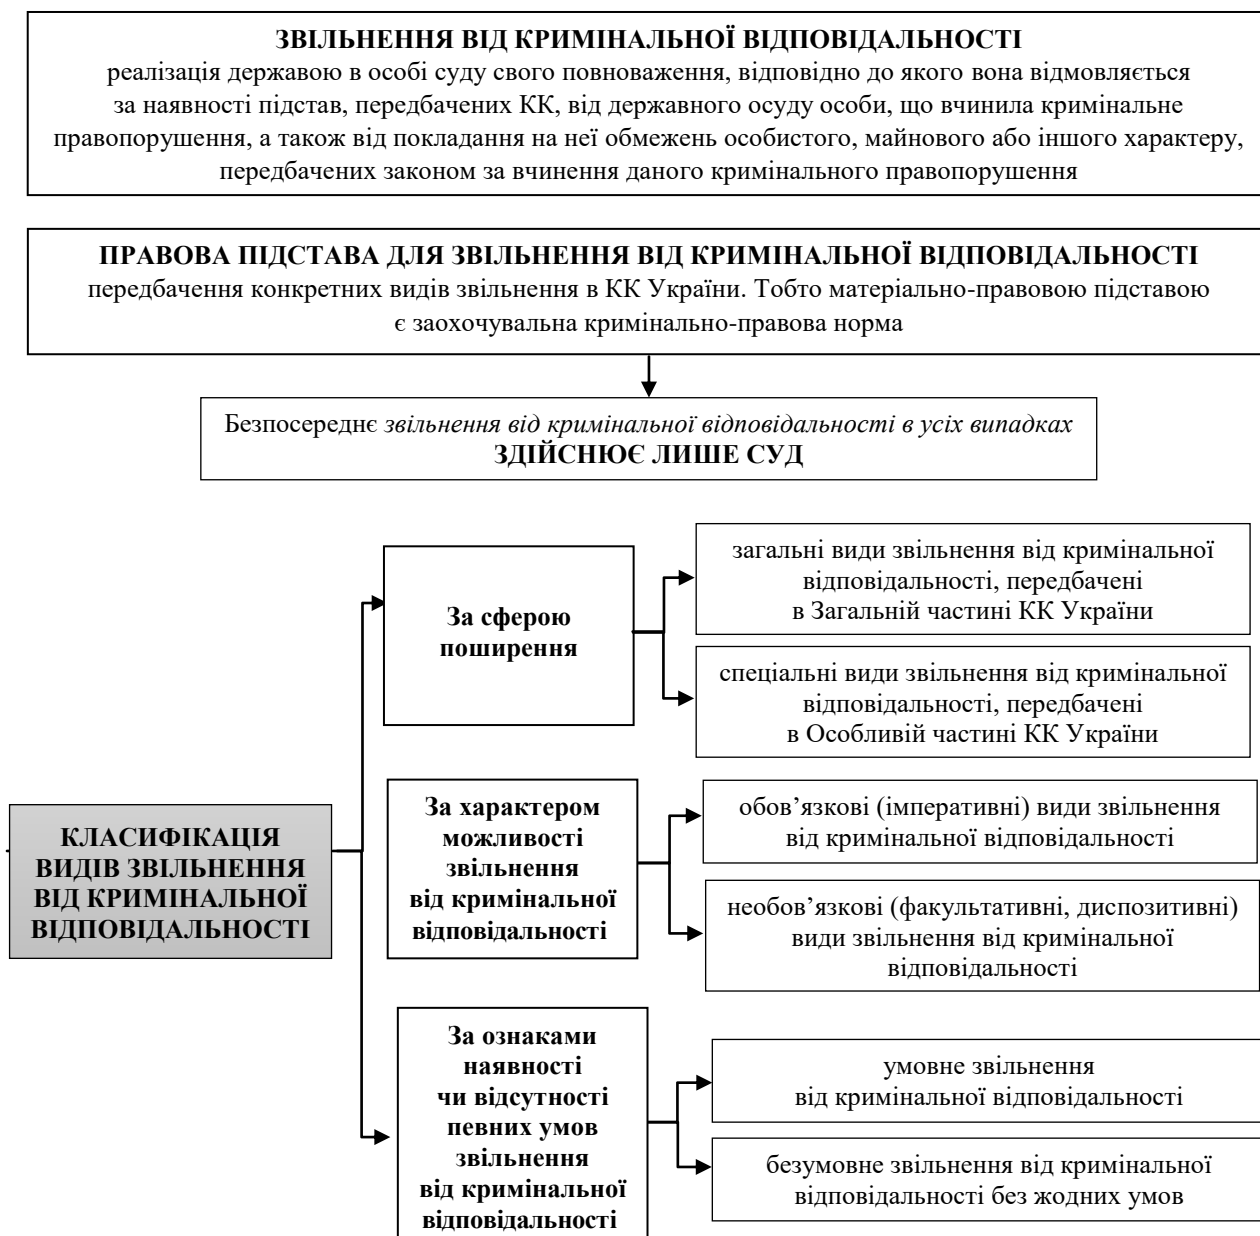 ЗВІЛЬНЕННЯ ВІД КРИМІНАЛЬНОЇ ВІДПОВІДАЛЬНОСТІ
реалізація державою в особі суду свого повноваження, відповідно до якого вона відмовляється
за наявності підстав, передбачених КК, від державного осуду особи, що вчинила кримінальне
правопорушення, а також від покладання на неї обмежень особистого, майнового або іншого характеру,
передбачених законом за вчинення даного кримінального правопорушення
ПРАВОВА ПІДСТАВА ДЛЯ ЗВІЛЬНЕННЯ ВІД КРИМІНАЛЬНОЇ ВІДПОВІДАЛЬНОСТІ
передбачення конкретних видів звільнення в КК України. Тобто матеріально-правовою підставою
є заохочувальна кримінально-правова норма
Безпосереднє звільнення від кримінальної відповідальності в усіх випадках
ЗДІЙСНЮЄ ЛИШЕ СУД
КЛАСИФІКАЦІЯ
ВИДІВ ЗВІЛЬНЕННЯ
ВІД КРИМІНАЛЬНОЇ
ВІДПОВІДАЛЬНОСТІ
За сферою
поширення
загальні види звільнення від кримінальної
відповідальності, передбачені
в Загальній частині КК України
спеціальні види звільнення від кримінальної
відповідальності, передбачені
в Особливій частині КК України
За характером
можливості
звільнення
від кримінальної
відповідальності
обов’язкові (імперативні) види звільнення
від кримінальної відповідальності
необов’язкові (факультативні, диспозитивні)
види звільнення від кримінальної
відповідальності
За ознаками
наявності
чи відсутності
певних умов
звільнення
від кримінальної
відповідальності
умовне звільнення
від кримінальної відповідальності
безумовне звільнення від кримінальної
відповідальності без жодних умов